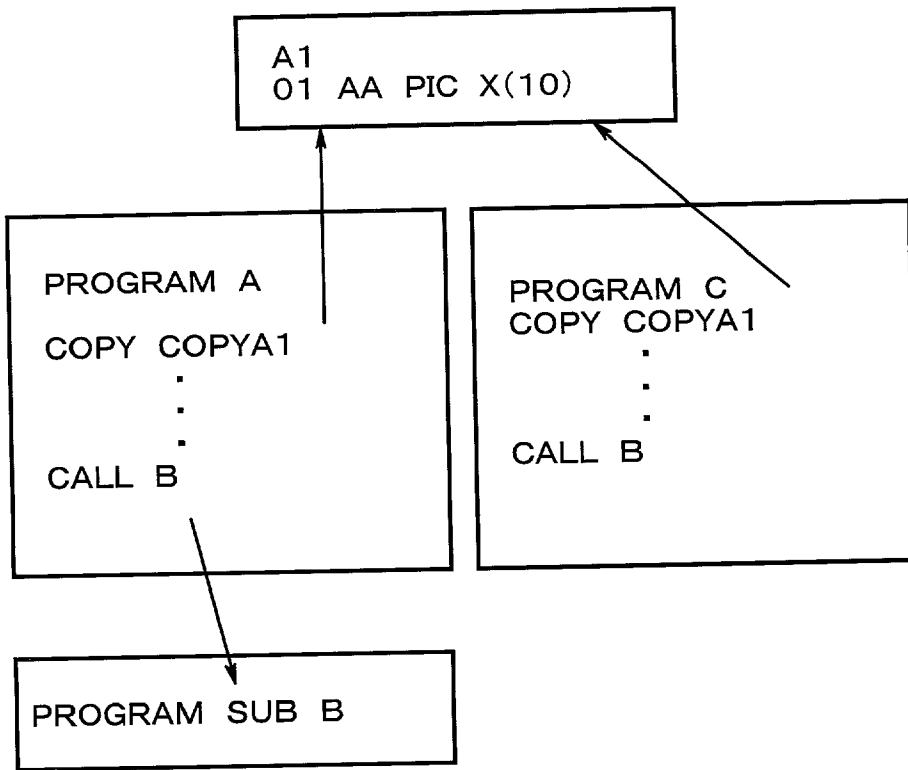 A1
01 AA PIC X(10)
PROGRAM A
COPY COPYA1
.
.
.
CALL B
PROGRAM C
COPY COPYA1
.
.
.
CALL B
PROGRAM SUB B